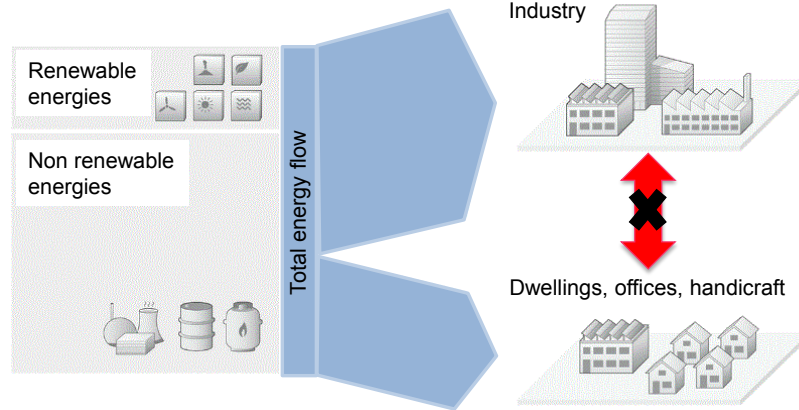 Industry
Renewable
energies
Non renewable
energies
Total energy flow
Dwellings, offices, handicraft